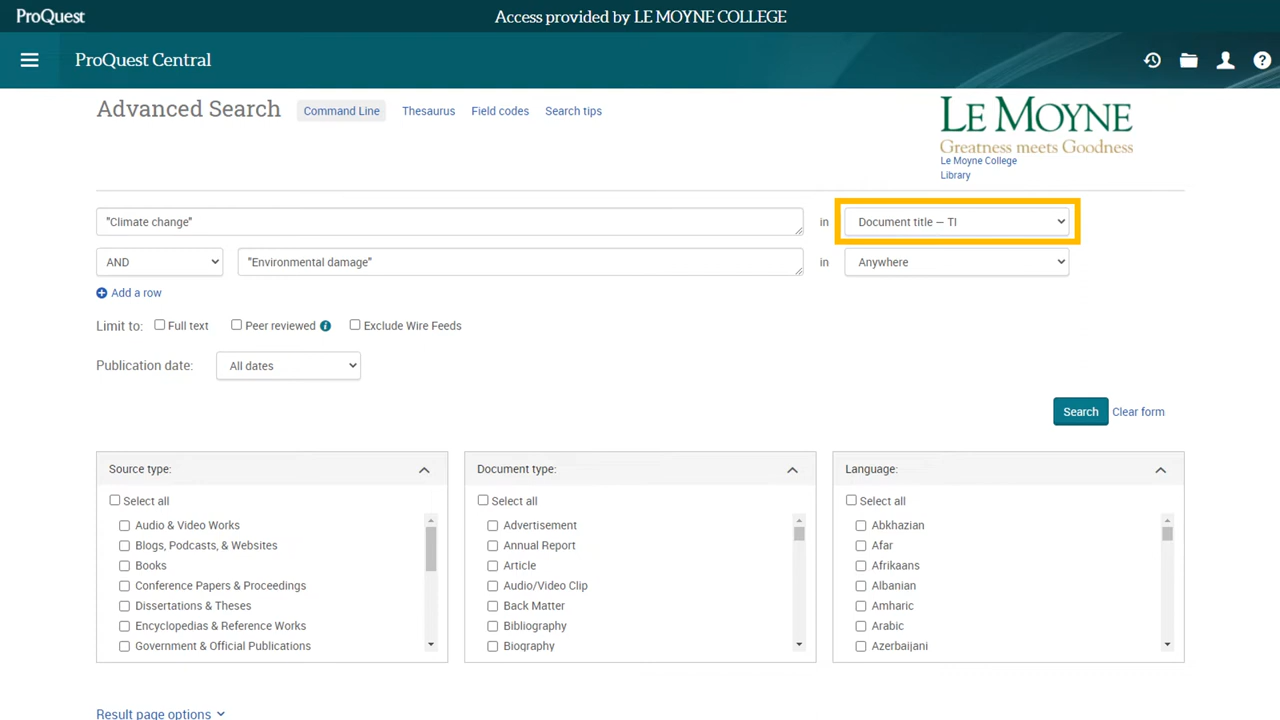 ProQuest
Access provided by LE MOYNE COLLEGE
ProQuest Central
?
Advanced Search Command Line Thesaurus Field codes Search tips
LE MOYNE
Greatness meets Goodness
Le Moyne College
Library
"Climate change" in Document title – TI
AND "Environmental damage" in Anywhere
Add a row
Limit to: Full text Peer reviewed i Exclude Wire Feeds
Publication date: All dates
Search Clear form
Source type:
Select all
Audio & Video Works
Blogs, Podcasts, & Websites
Books
Conference Papers & Proceedings
Dissertations & Theses
Encyclopedias & Reference Works
Government & Official Publications
Document type:
Select all
Advertisement
Annual Report
Article
Audio/Video Clip
Back Matter
Bibliography
Biography
Language:
Select all
Abkhazian
Afar
Afrikaans
Albanian
Amharic
Arabic
Azerbaijani
Result page options